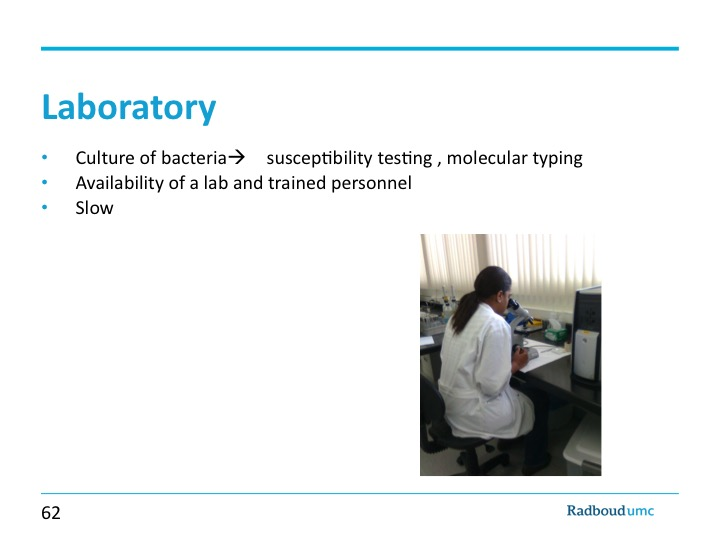 Laboratory
• Culture of bacteria→ susceptibility testing , molecular typing
• Availability of a lab and trained personnel
• Slow
62
Radboudumc